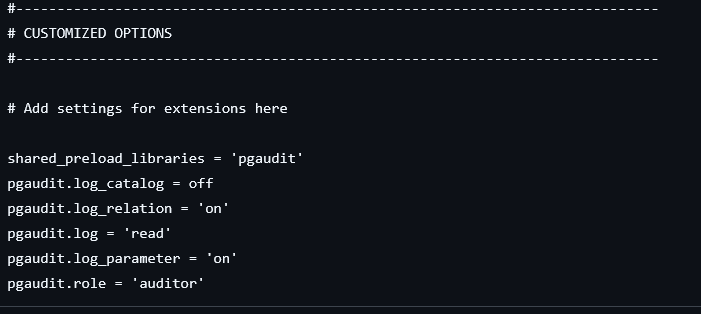 #------------------------------------------------------------------------------
# CUSTOMIZED OPTIONS
#------------------------------------------------------------------------------
# Add settings for extensions here
shared_preload_libraries = 'pgaudit'
pgaudit.log_catalog = off
pgaudit.log_relation = 'on'
pgaudit.log = 'read'
pgaudit.log_parameter = 'on'
pgaudit.role = 'auditor'